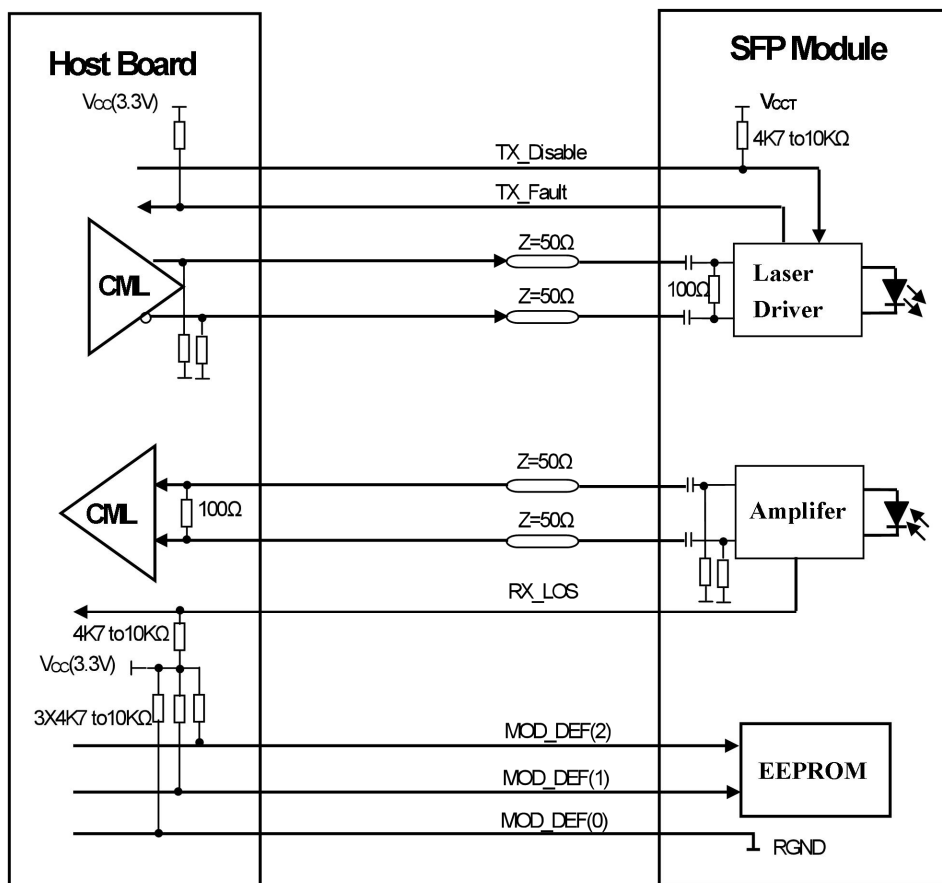 Host Board
SFP Module
VCC(3.3V)
VCCT
4K7 to10KΩ
TX_Disable
TX_Fault
CML
Z=50Ω
Z=50Ω
100Ω
Laser
Driver
CML
100Ω
Z=50Ω
Z=50Ω
Amplifer
RX_LOS
4K7 to10KΩ
VCC(3.3V)
3X4K7 to10KΩ
MOD_DEF(2)
MOD_DEF(1)
MOD_DEF(0)
EEPROM
RGND